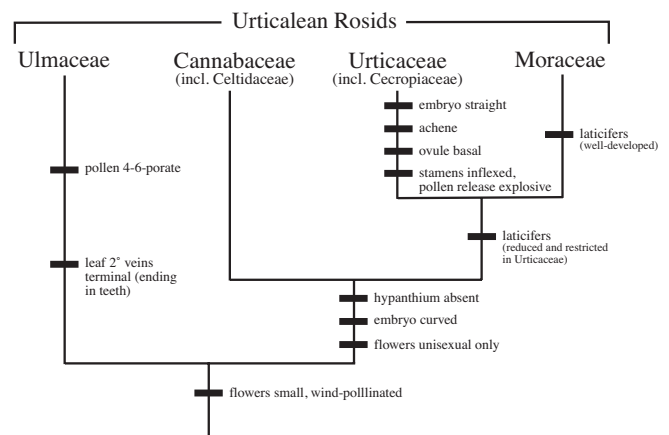 Urticalean Rosids
Ulmaceae
Cannabaceae
(incl. Celtidaceae)
Urticaceae
(incl. Cecropiaceae)
Moraceae
embryo straight
achene
ovule basal
stamens inflexed,
pollen release explosive
laticifers
(well-developed)
pollen 4-6-porate
laticifers
(reduced and restricted
in Urticaceae)
leaf 2˚ veins
terminal (ending
in teeth)
hypanthium absent
embryo curved
flowers unisexual only
flowers small, wind-polllinated